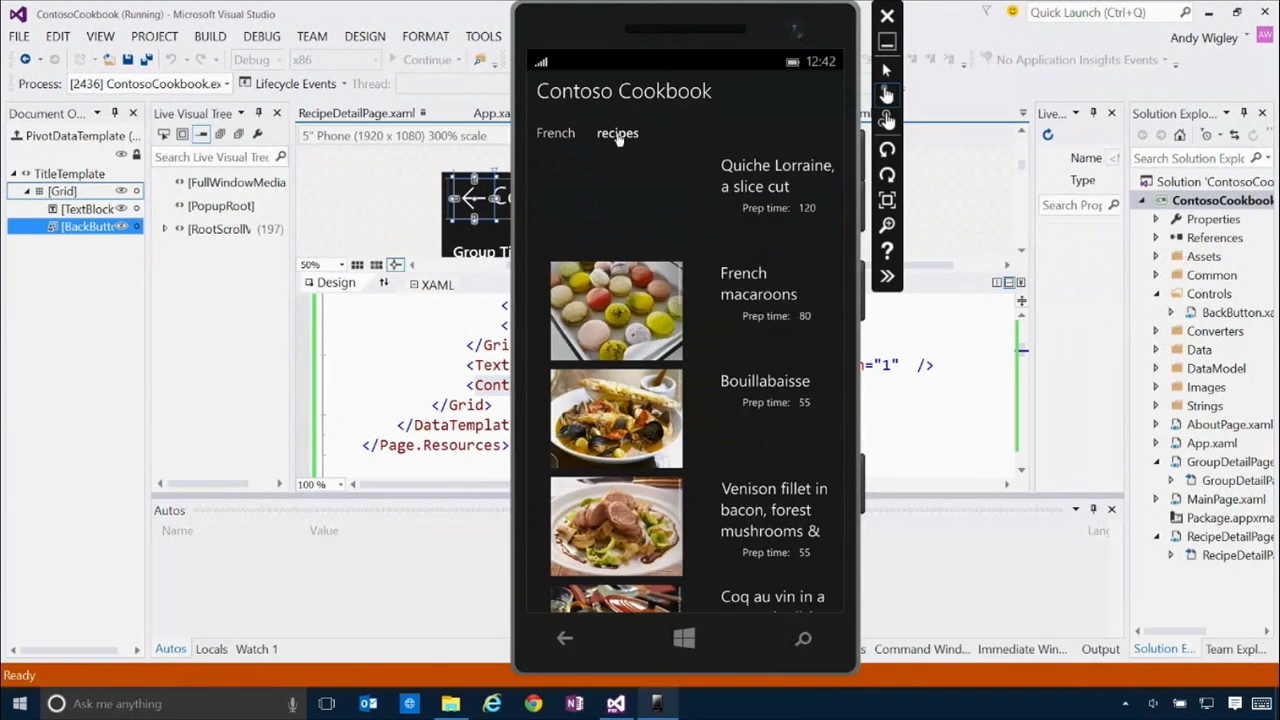 ContosoCookbook (Running) - Microsoft Visual Studio
Quick Launch (Ctrl+Q)
FILE EDIT VIEW PROJECT BUILD DEBUG TEAM DESIGN FORMAT TOOLS
Andy Wigley
AW
Debug x86 Continue
No Application Insights Events
Process: [2436] ContosoCookbook.ex Lifecycle Events Thread:
Document O...
PivotDataTemplate (
TitleTemplate
[Grid]
[TextBlock
[BackButto
Live Visual Tree
Search Live Visual Tree
[FullWindowMedia
[PopupRoot]
[RootScrollV (197)
RecipeDetailPage.xaml App.xa
5" Phone (1920 x 1080) 300% scale
Group Ti
50%
Design XAML
</Gri
<Text
n="1" />
<Cont
</Grid>
</DataTemplat
</Page.Resources>
100 %
12:42
Contoso Cookbook
French recipes
Quiche Lorraine,
a slice cut
Prep time: 120
French
macaroons
Prep time: 80
Bouillabaisse
Prep time: 55
Venison fillet in
bacon, forest
mushrooms &
Prep time: 55
Coq au vin in a
Live...
Name
Type
Search Prop
Solution Explo...
Search Solution Explo
Solution 'ContosoCo
ContosoCookbook
Properties
References
Assets
Common
Controls
BackButton.xa
Converters
Data
DataModel
Images
Strings
AboutPage.xaml
App.xaml
GroupDetailPage
GroupDetailP
MainPage.xaml
Package.appxma
RecipeDetailPage
RecipeDetailP
Autos
Name Value Lang
Autos Locals Watch 1
Command Wind... Immediate Win... Output
Solution E... Team Explo...
Ready
Ask me anything